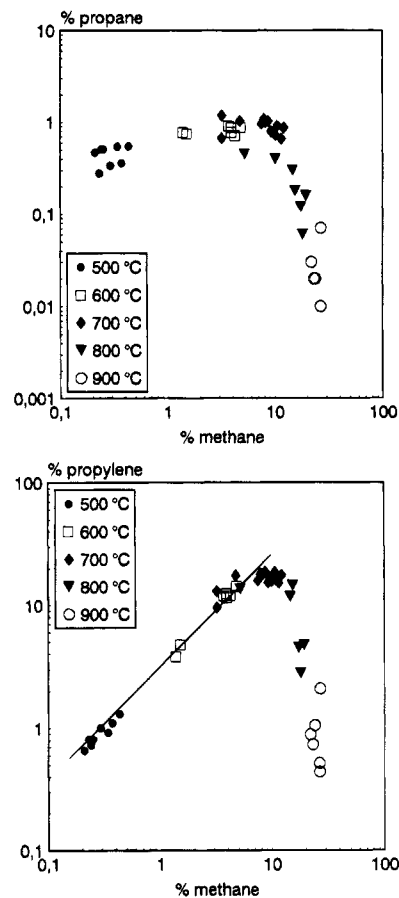 % propane
10
1
0,1
0,01
0,001
500 °C
600 °C
700 °C
800 °C
900 °C
0,1 1 10 100
% methane
% propylene
100
10
1
0,1
500 °C
600 °C
700 °C
800 °C
900 °C
0,1 1 10 100
% methane